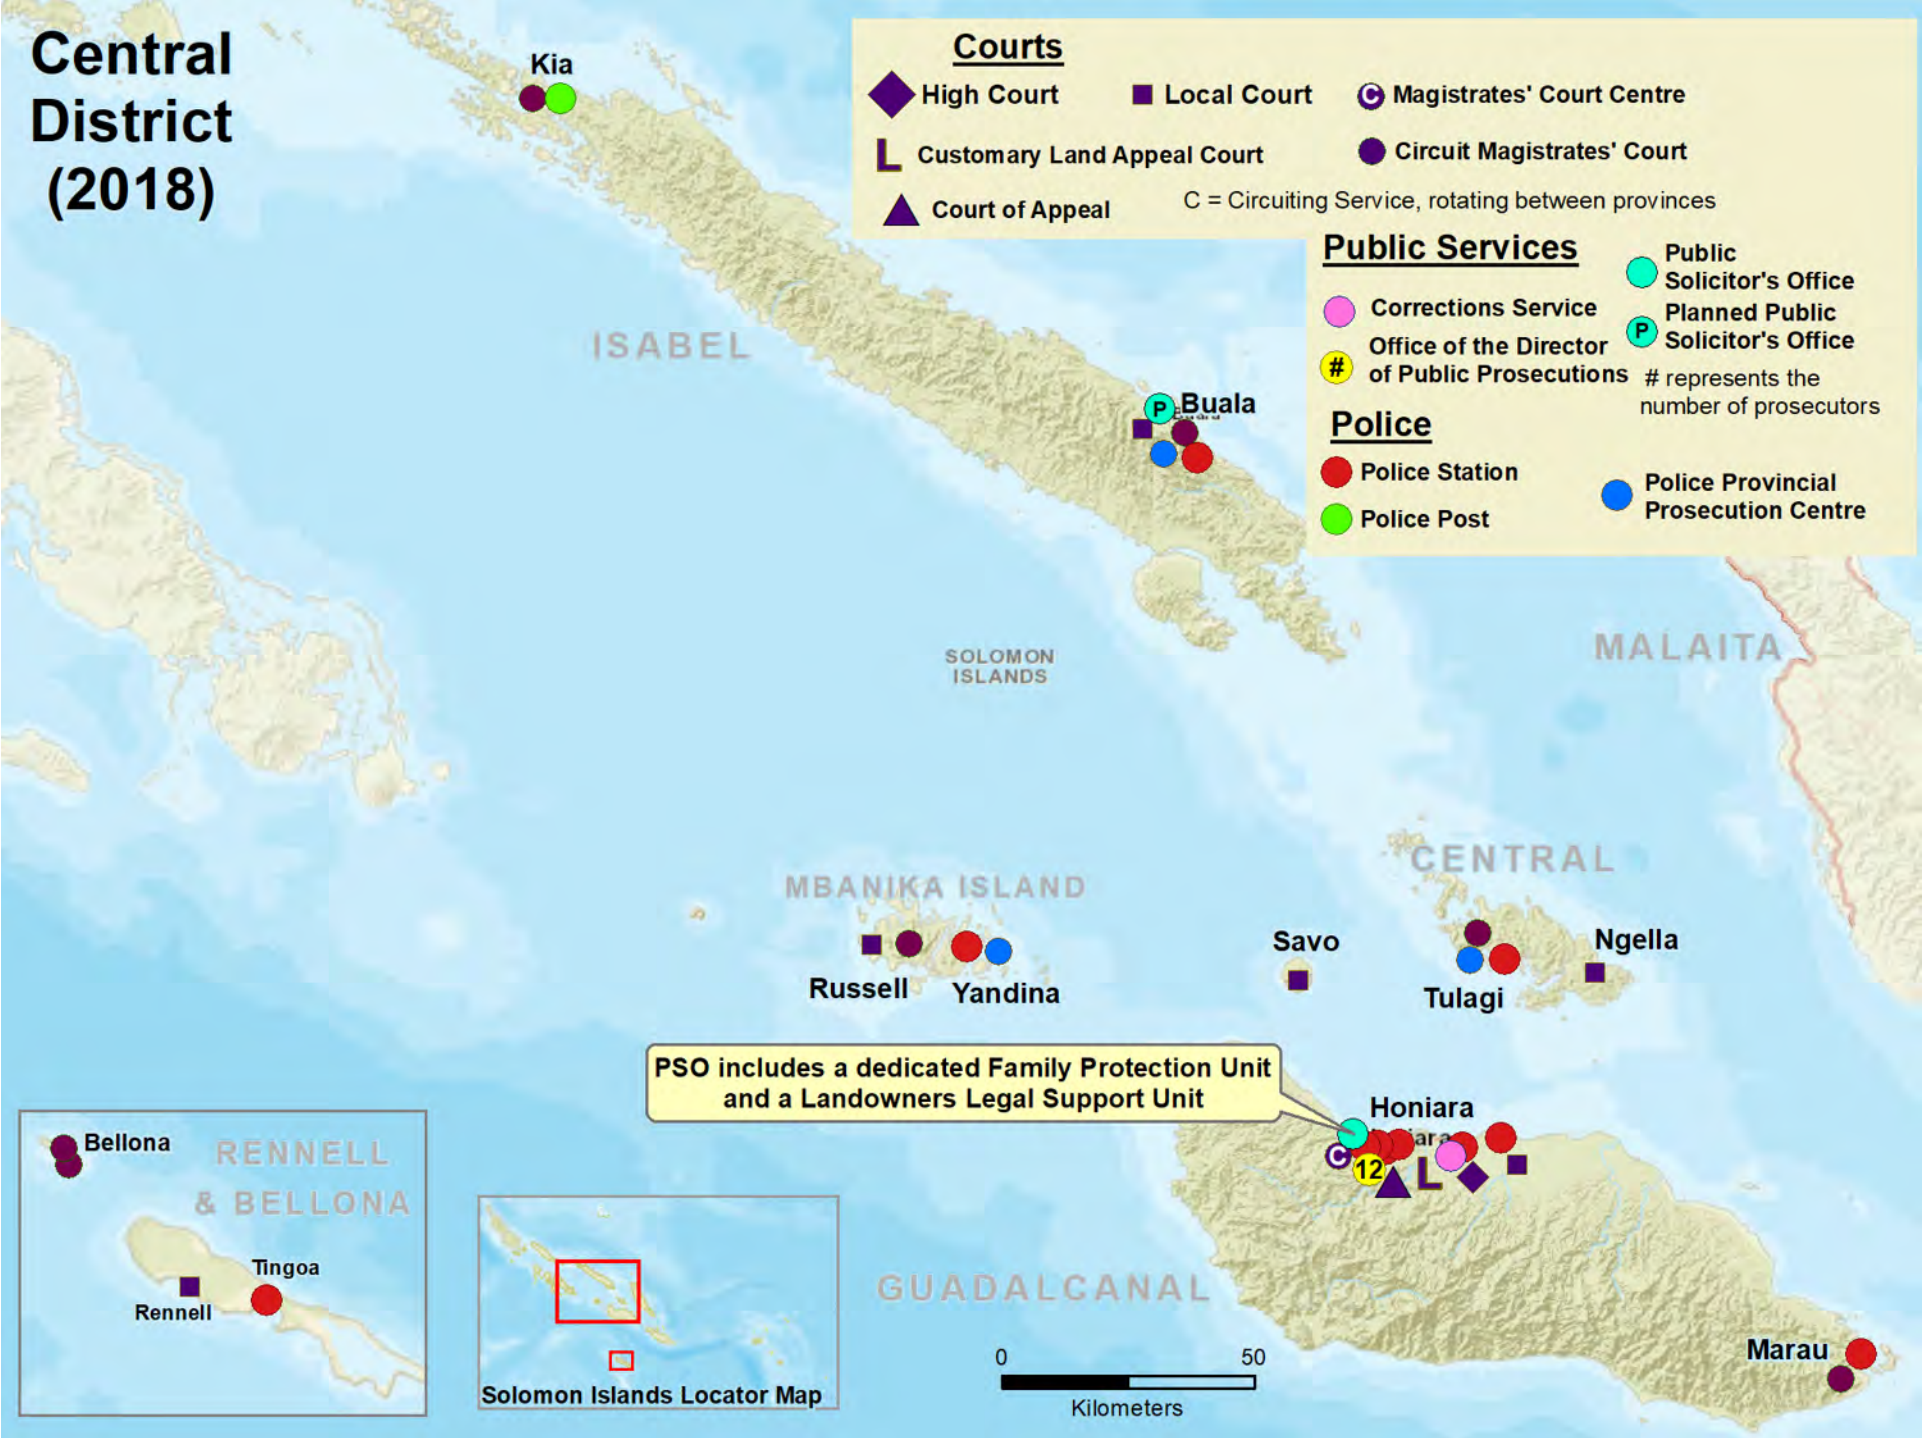 Central
District
(2018)
Courts
High Court
Local Court
C Magistrates' Court Centre
L Customary Land Appeal Court
Circuit Magistrates' Court
Court of Appeal
C = Circuiting Service, rotating between provinces
Public Services
Corrections Service
# Office of the Director
of Public Prosecutions
Public
Solicitor's Office
P Planned Public
Solicitor's Office
# represents the
number of prosecutors
Police
Police Station
Police Post
Police Provincial
Prosecution Centre
Kia
ISABEL
P Buala
SOLOMON
ISLANDS
MALAITA
MBANIKA ISLAND
CENTRAL
Russell
Yandina
Savo
Ngella
Tulagi
PSO includes a dedicated Family Protection Unit
and a Landowners Legal Support Unit
Honiara
C
12
L
GUADALCANAL
Marau
Bellona
RENNELL
& BELLONA
Tingoa
Rennell
Solomon Islands Locator Map
0 50
Kilometers